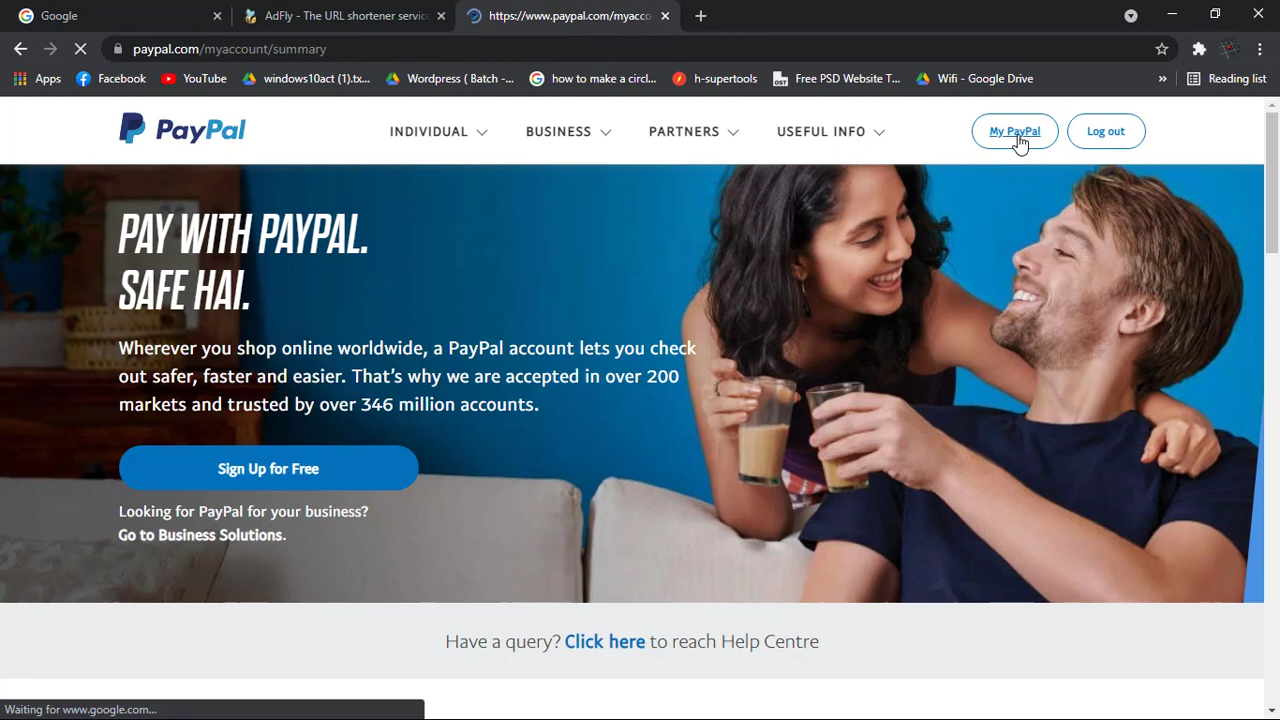 Google
AdFly - The URL shortener servic
https://www.paypal.com/myacco
paypal.com/myaccount/summary
Apps
Facebook
YouTube
windows10act (1).tx...
Wordpress ( Batch -...
how to make a circl...
h-supertools
Free PSD Website T...
Wifi - Google Drive
»
Reading list
PayPal
INDIVIDUAL
BUSINESS
PARTNERS
USEFUL INFO
My PayPal
Log out
PAY WITH PAYPAL.
SAFE HAI.
Wherever you shop online worldwide, a PayPal account lets you check
out safer, faster and easier. That's why we are accepted in over 200
markets and trusted by over 346 million accounts.
Sign Up for Free
Looking for PayPal for your business?
Go to Business Solutions.
Have a query? Click here to reach Help Centre
Waiting for www.google.com...